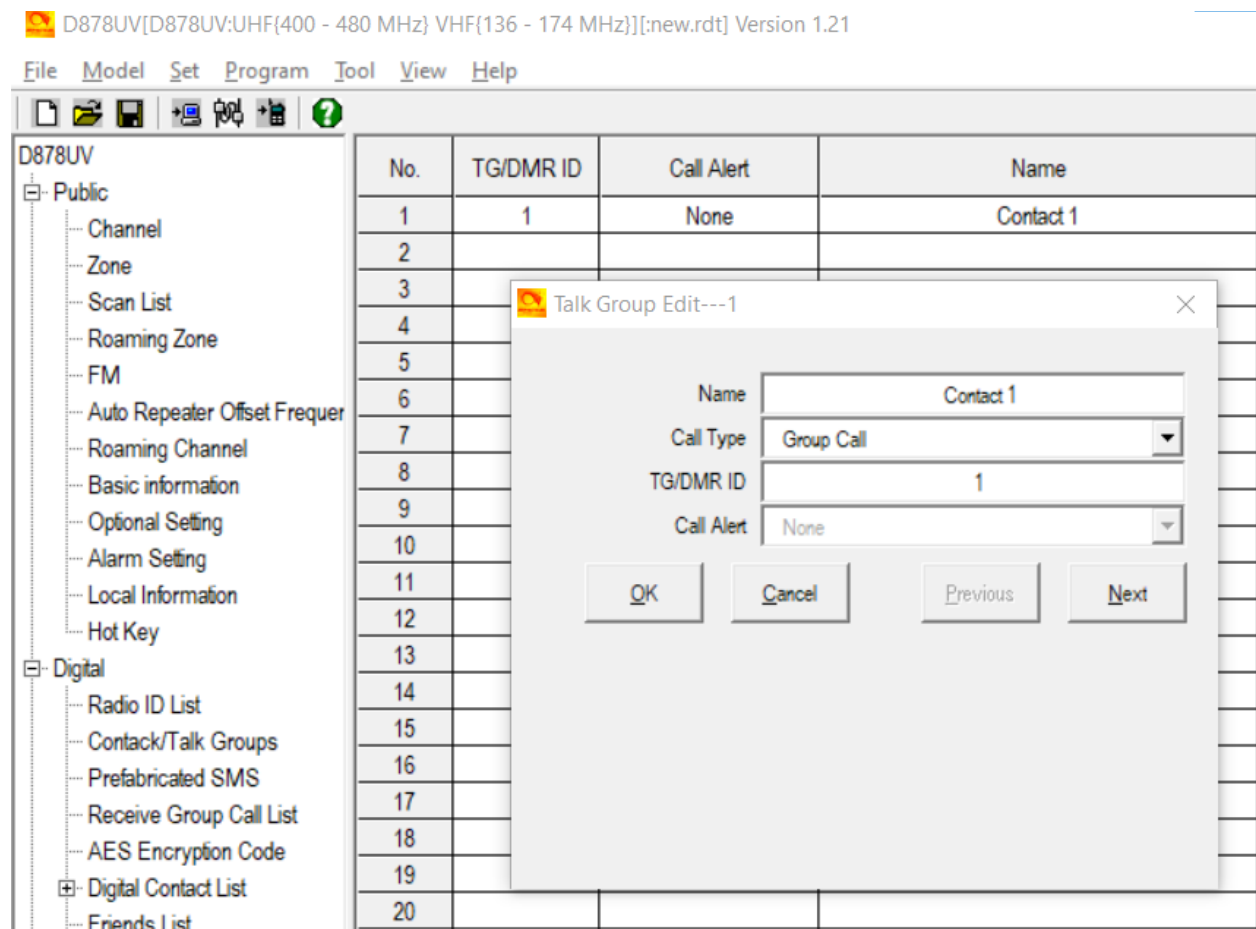 D878UV[D878UV:UHF{400 - 480 MHz} VHF{136 - 174 MHz}][:new.rdt] Version 1.21
File Model Set Program Tool View Help
D878UV
Public
Channel
Zone
Scan List
Roaming Zone
FM
Auto Repeater Offset Frequer
Roaming Channel
Basic information
Optional Setting
Alarm Setting
Local Information
Hot Key
Digital
Radio ID List
Contack/Talk Groups
Prefabricated SMS
Receive Group Call List
AES Encryption Code
Digital Contact List
Friends List
No. TG/DMR ID Call Alert Name
1 1 None Contact 1
2
3
4
5
6
7
8
9
10
11
12
13
14
15
16
17
18
19
20
Talk Group Edit---1
Name Contact 1
Call Type Group Call
TG/DMR ID 1
Call Alert None
OK Cancel Previous Next